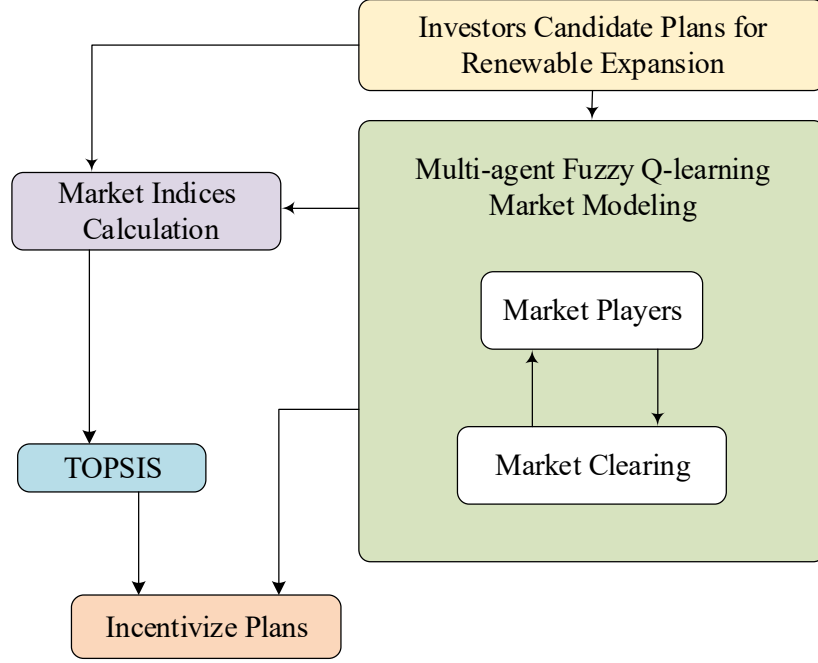 Investors Candidate Plans for
Renewable Expansion
Multi-agent Fuzzy Q-learning
Market Modeling
Market Indices
Calculation
Market Players
Market Clearing
TOPSIS
Incentivize Plans